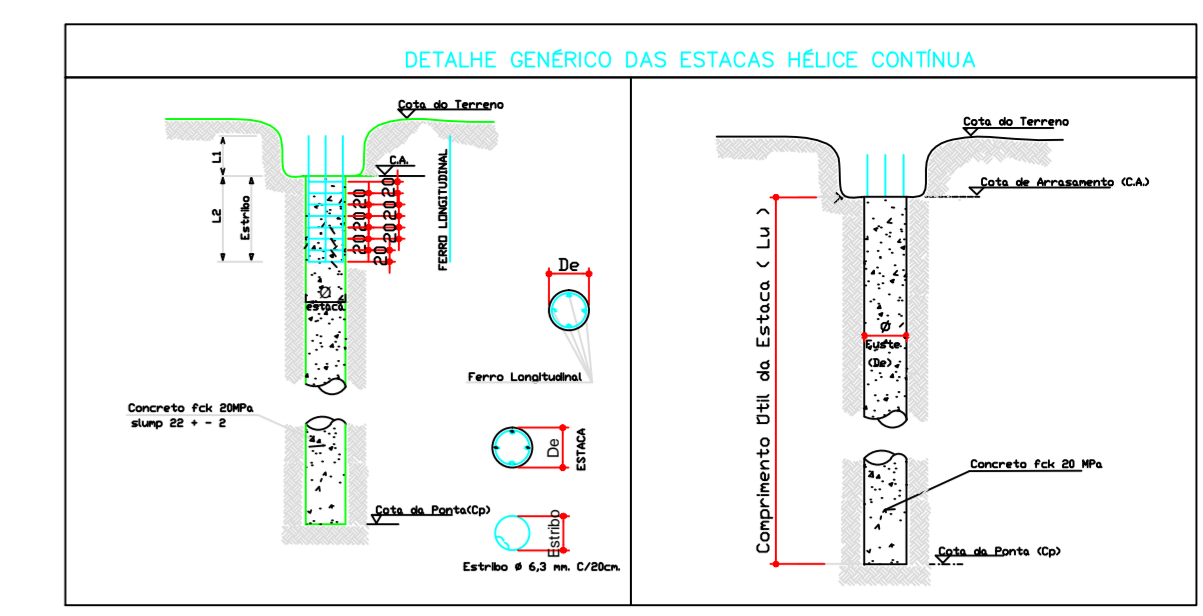 DETALHE GENÉRICO DAS ESTACAS HÉLICE CONTÍNUA
Cota do Terreno
C.A.
L1
L2
Estribo
20
20
20
20
20
20
20
FERRO LONGITUDINAL
Ø
estaca
De
Ferro Longitudinal
Concreto fck 20MPa
slump 22 + - 2
De
ESTACA
Cota da Ponta(Cp)
Estribo
Estribo Ø 6,3 mm. C/20cm.
Cota do Terreno
Cota de Arrasamento (C.A.)
Comprimento Útil da Estaca ( Lu )
Ø
Fuste
(De)
Concreto fck 20 MPa
Cota da Ponta (Cp)